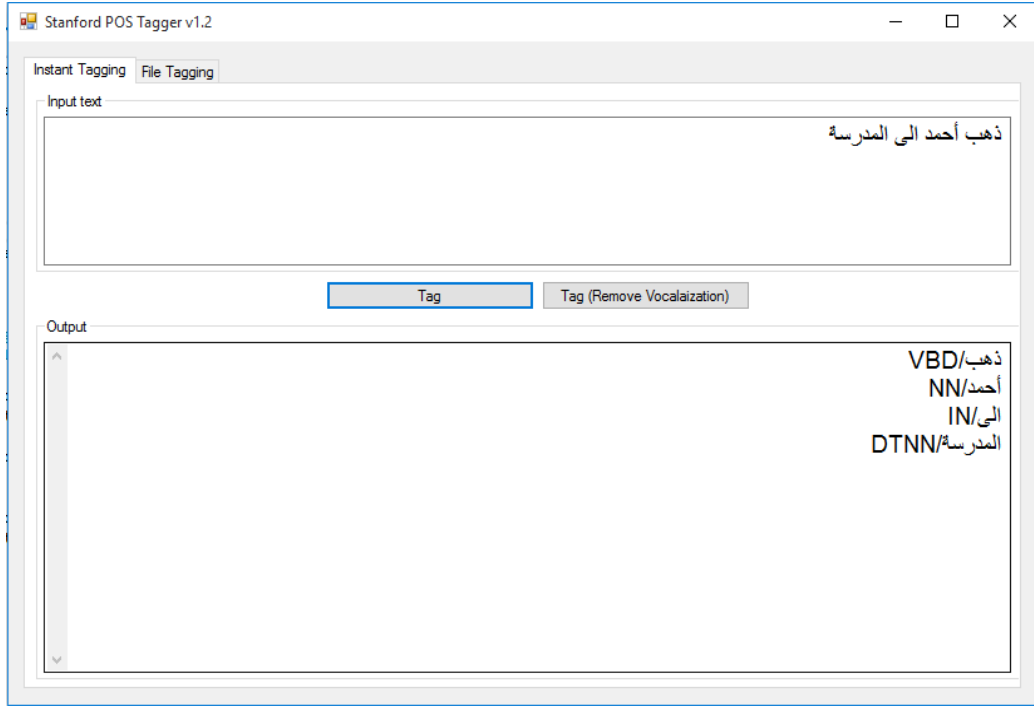 Stanford POS Tagger v1.2
Instant Tagging
File Tagging
Input text
ذهب أحمد الى المدرسة
Tag
Tag (Remove Vocalaization)
Output
ذهب/VBD
أحمد/NN
الى/IN
المدرسة/DTNN